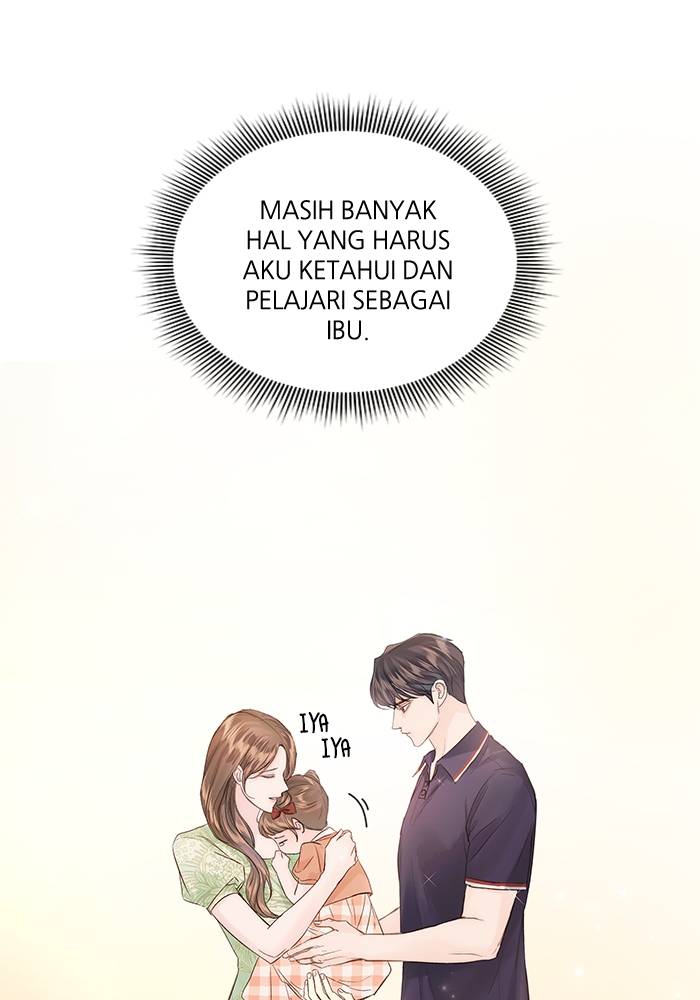 MASIH BANYAK
HAL YANG HARUS
AKU KETAHUI DAN
PELAJARI SEBAGAI
IBU.
IYA
IYA